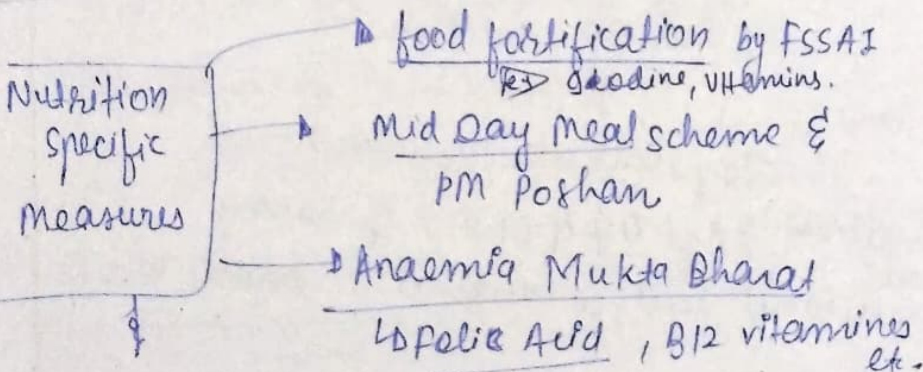 Nutrition
Specific
Measures
food fortification by FSSAI
Iodine, Vitamins.
Mid Day Meal scheme &
PM Poshan
Anaemia Mukta Bharat
↳ Folic Acid, B12 vitamines
etc.